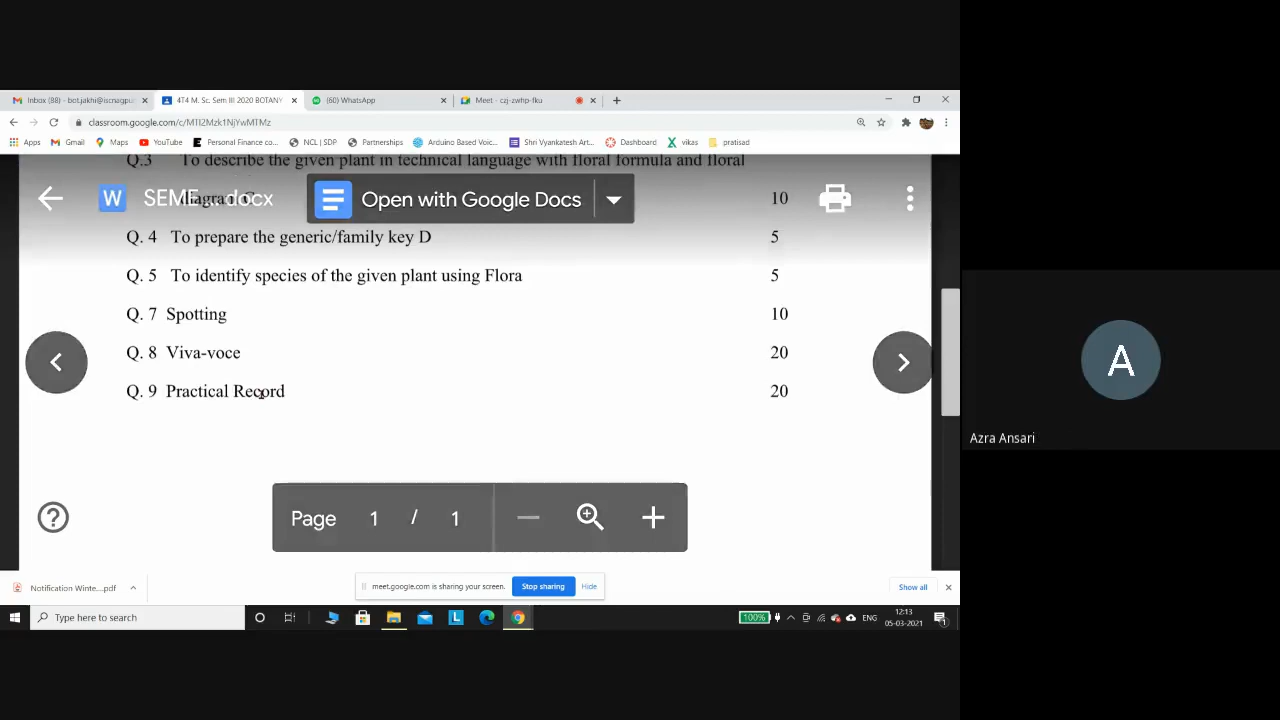 Inbox (88) - bot.jakhi@iscnagpu
4T4 M. Sc. Sem III 2020 BOTANY
(60) WhatsApp
Meet - czj-zwhp-fku
classroom.google.com/c/MTI2Mzk1NjYwMTMz
Apps
Gmail
Maps
YouTube
Personal Finance co...
NCL | SDP
Partnerships
Arduino Based Voic...
Shri Vyankatesh Art...
Dashboard
vikas
pratisad
Q.3 To describe the given plant in technical language with floral formula and floral
diagram C 10
W SEME...docx
Open with Google Docs
Q. 4 To prepare the generic/family key D 5
Q. 5 To identify species of the given plant using Flora 5
Q. 7 Spotting 10
Q. 8 Viva-voce 20
Q. 9 Practical Record 20
A
Azra Ansari
Page 1 / 1
Notification Winte....pdf
meet.google.com is sharing your screen.
Stop sharing
Hide
Show all
Type here to search
L
100%
ENG
12:13
05-03-2021
1